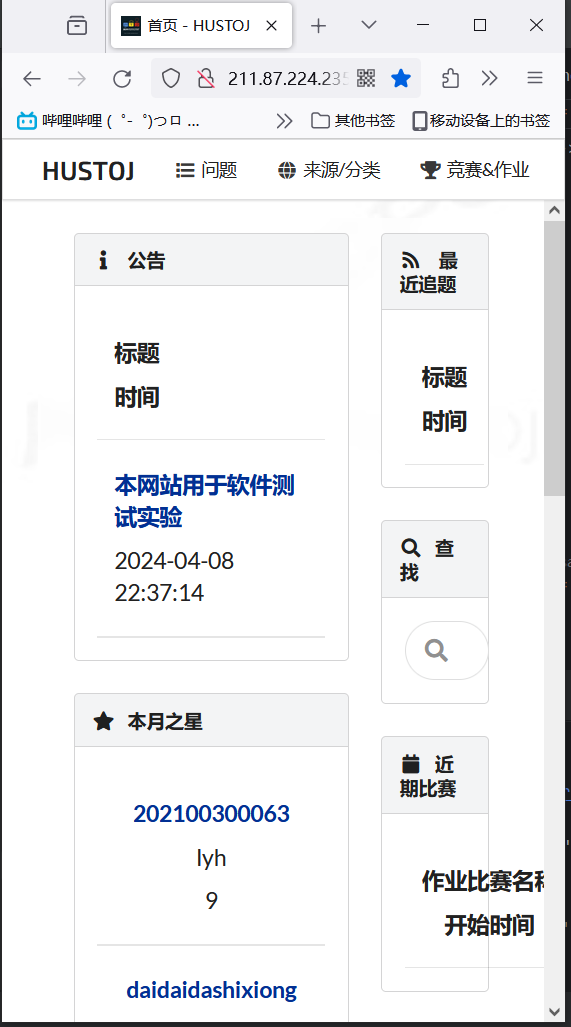 首页 - HUSTOJ
211.87.224.235
哔哩哔哩 (゜-゜)つロ ...
其他书签
移动设备上的书签
HUSTOJ
问题
来源/分类
竞赛&作业
公告
标题
时间
本网站用于软件测
试实验
2024-04-08
22:37:14
本月之星
202100300063
lyh
9
daidaidashixiong
最
近追题
标题
时间
查
找
近
期比赛
作业比赛名称
开始时间